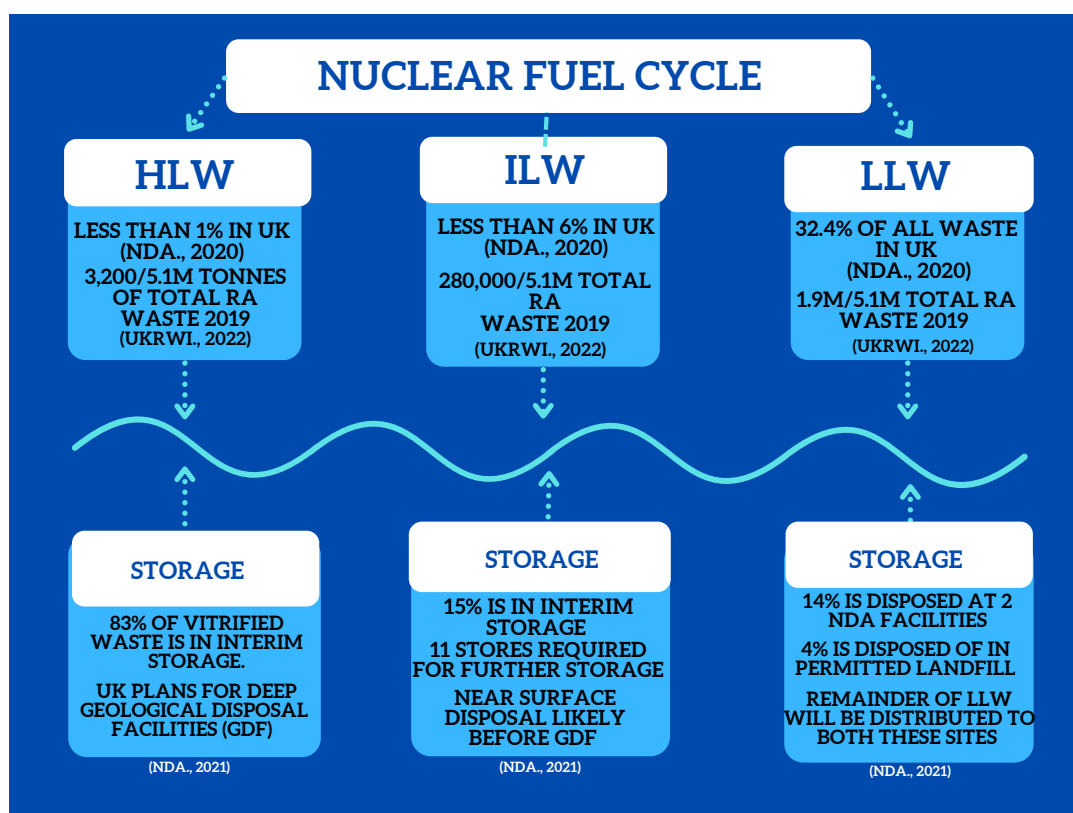 NUCLEAR FUEL CYCLE
HLW
LESS THAN 1% IN UK
(NDA., 2020)
3,200/5.1M TONNES
OF TOTAL RA
WASTE 2019
(UKRWI., 2022)
ILW
LESS THAN 6% IN UK
(NDA., 2020)
280,000/5.1M TOTAL
RA
WASTE 2019
(UKRWI., 2022)
LLW
32.4% OF ALL WASTE
IN UK
(NDA., 2020)
1.9M/5.1M TOTAL RA
WASTE 2019
(UKRWI., 2022)
STORAGE
83% OF VITRIFIED
WASTE IS IN INTERIM
STORAGE.
UK PLANS FOR DEEP
GEOLOGICAL DISPOSAL
FACILITIES (GDF)
(NDA., 2021)
STORAGE
15% IS IN INTERIM
STORAGE
11 STORES REQUIRED
FOR FURTHER STORAGE
NEAR SURFACE
DISPOSAL LIKELY
BEFORE GDF
(NDA., 2021)
STORAGE
14% IS DISPOSED AT 2
NDA FACILITIES
4% IS DISPOSED OF IN
PERMITTED LANDFILL
REMAINDER OF LLW
WILL BE DISTRIBUTED TO
BOTH THESE SITES
(NDA., 2021)